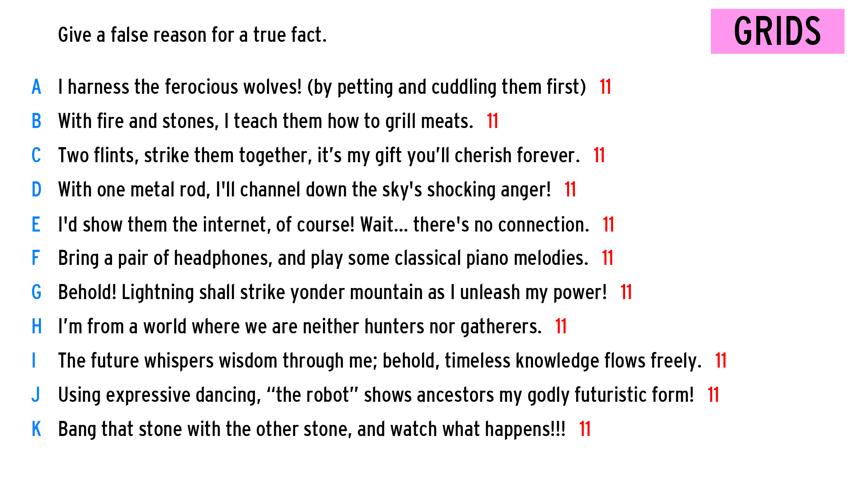 Give a false reason for a true fact.
GRIDS
A I harness the ferocious wolves! (by petting and cuddling them first) 11
B With fire and stones, I teach them how to grill meats. 11
C Two flints, strike them together, it’s my gift you’ll cherish forever. 11
D With one metal rod, I'll channel down the sky's shocking anger! 11
E I'd show them the internet, of course! Wait... there's no connection. 11
F Bring a pair of headphones, and play some classical piano melodies. 11
G Behold! Lightning shall strike yonder mountain as I unleash my power! 11
H I’m from a world where we are neither hunters nor gatherers. 11
I The future whispers wisdom through me; behold, timeless knowledge flows freely. 11
J Using expressive dancing, “the robot” shows ancestors my godly futuristic form! 11
K Bang that stone with the other stone, and watch what happens!!! 11